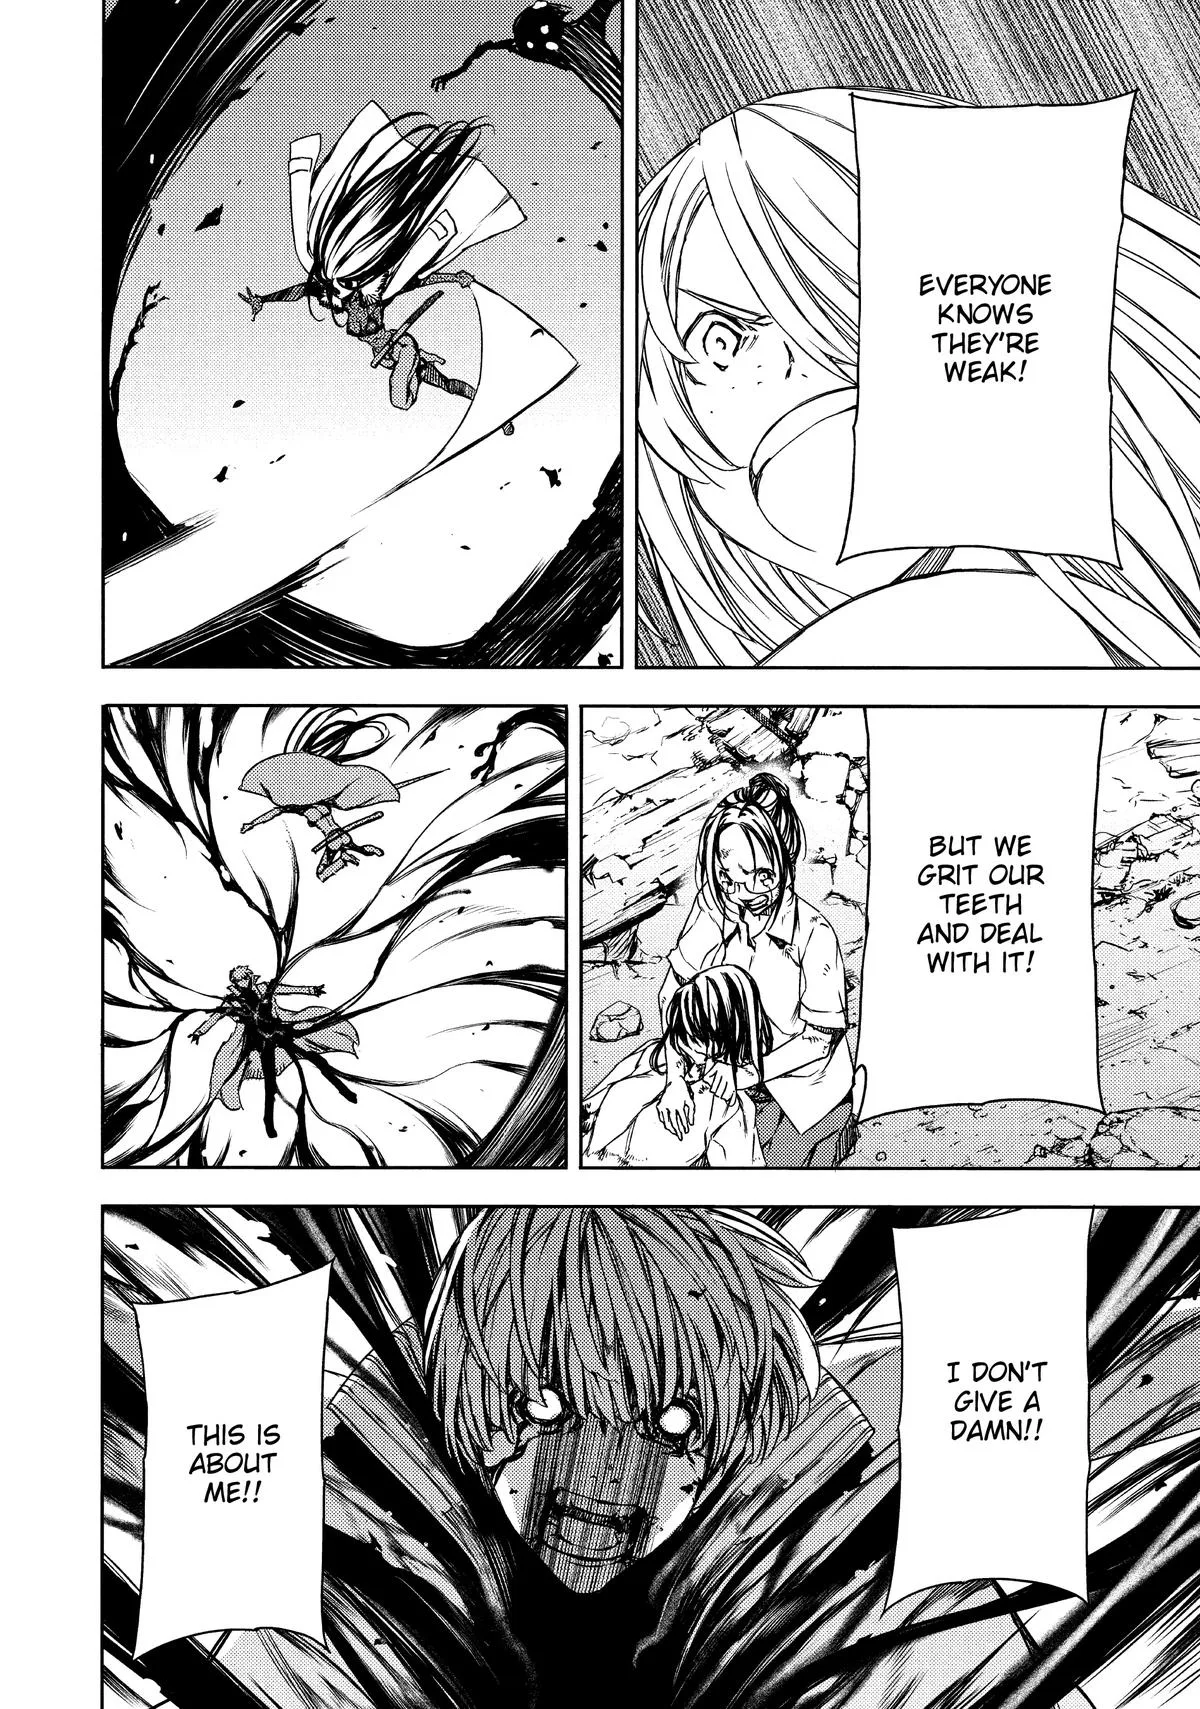 EVERYONE
KNOWS
THEY'RE
WEAK!
BUT WE
GRIT OUR
TEETH
AND DEAL
WITH IT!
I DON'T
GIVE A
DAMN!!
THIS IS
ABOUT
ME!!